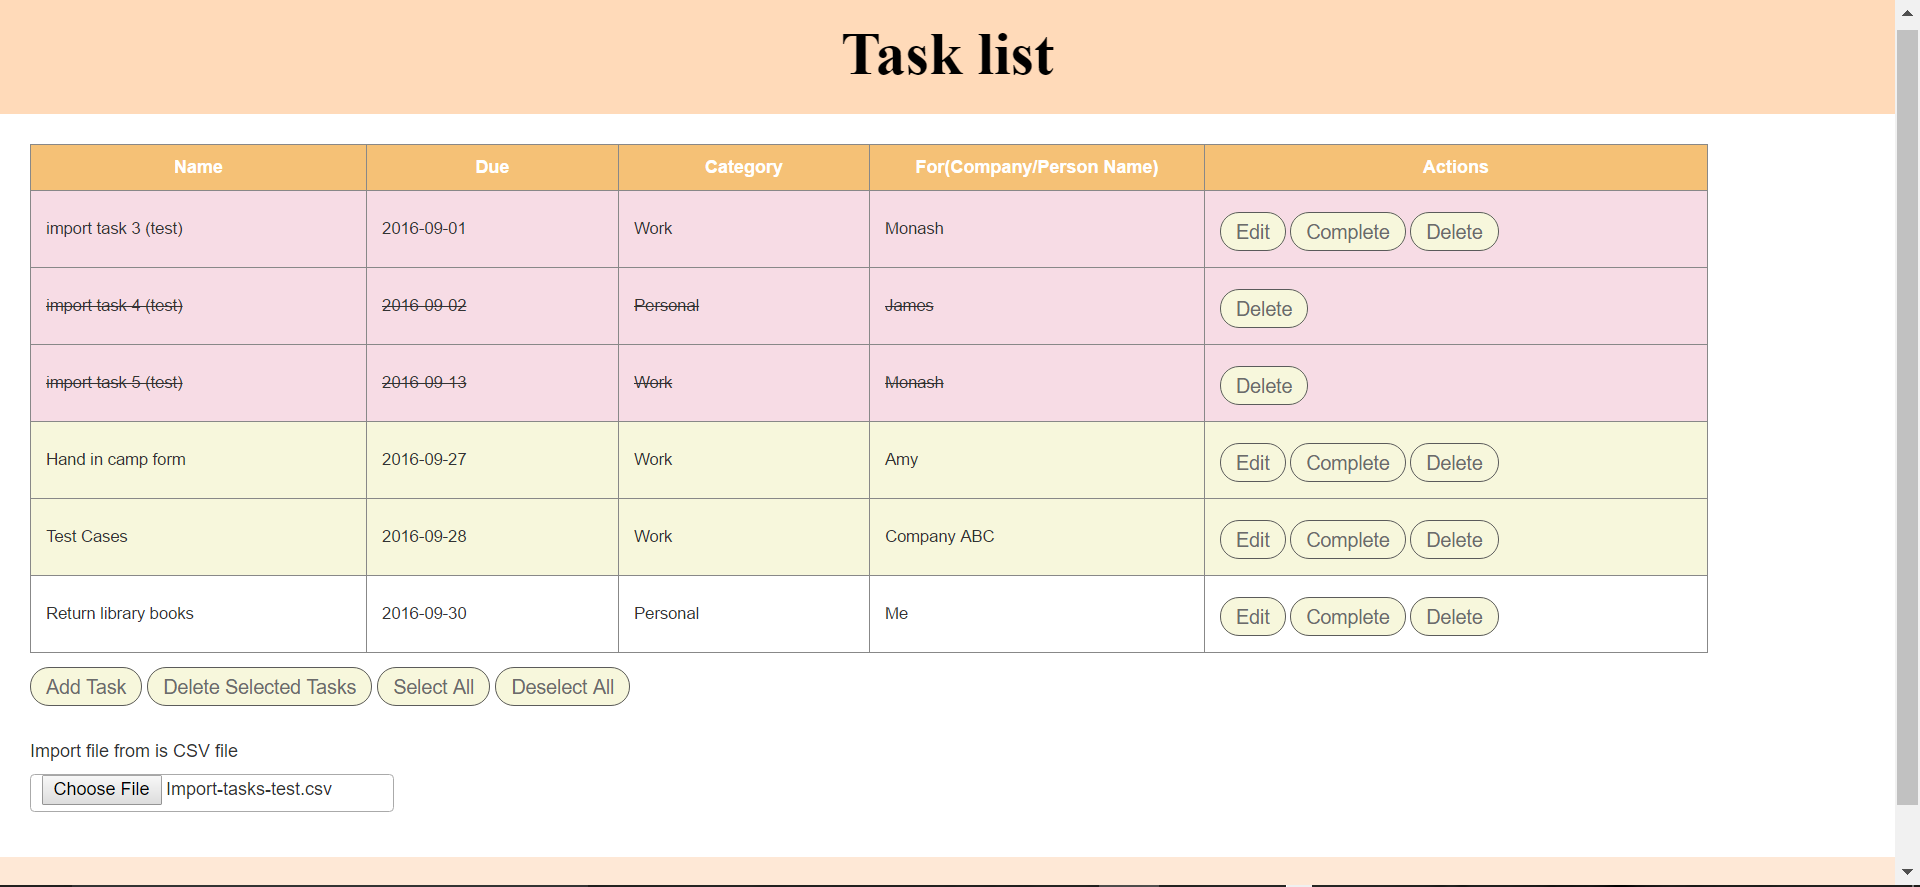 Task list
Name Due Category For(Company/Person Name) Actions
import task 3 (test) 2016-09-01 Work Monash Edit Complete Delete
import task 4 (test) 2016-09-02 Personal James Delete
import task 5 (test) 2016-09-13 Work Monash Delete
Hand in camp form 2016-09-27 Work Amy Edit Complete Delete
Test Cases 2016-09-28 Work Company ABC Edit Complete Delete
Return library books 2016-09-30 Personal Me Edit Complete Delete
Add Task Delete Selected Tasks Select All Deselect All
Import file from is CSV file
Choose File Import-tasks-test.csv